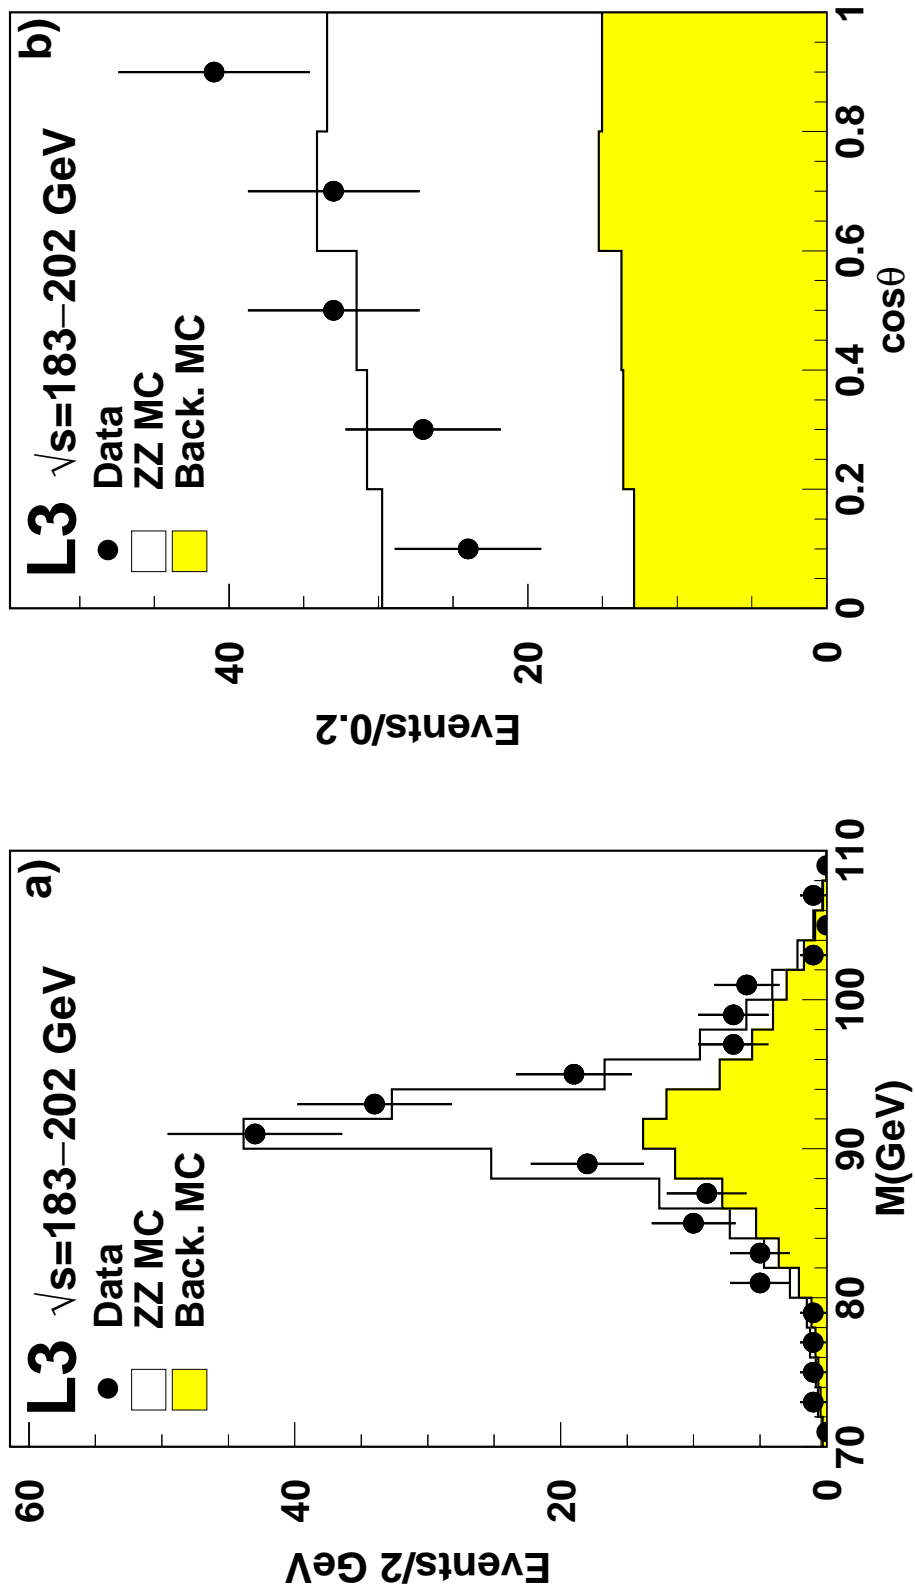 a)
L3 √s=183–202 GeV
Data
ZZ MC
Back. MC
Events/2 GeV
60
40
20
0
70
80
90
100
110
M(GeV)
b)
L3 √s=183–202 GeV
Data
ZZ MC
Back. MC
Events/0.2
40
20
0
0
0.2
0.4
0.6
0.8
1
cosθ